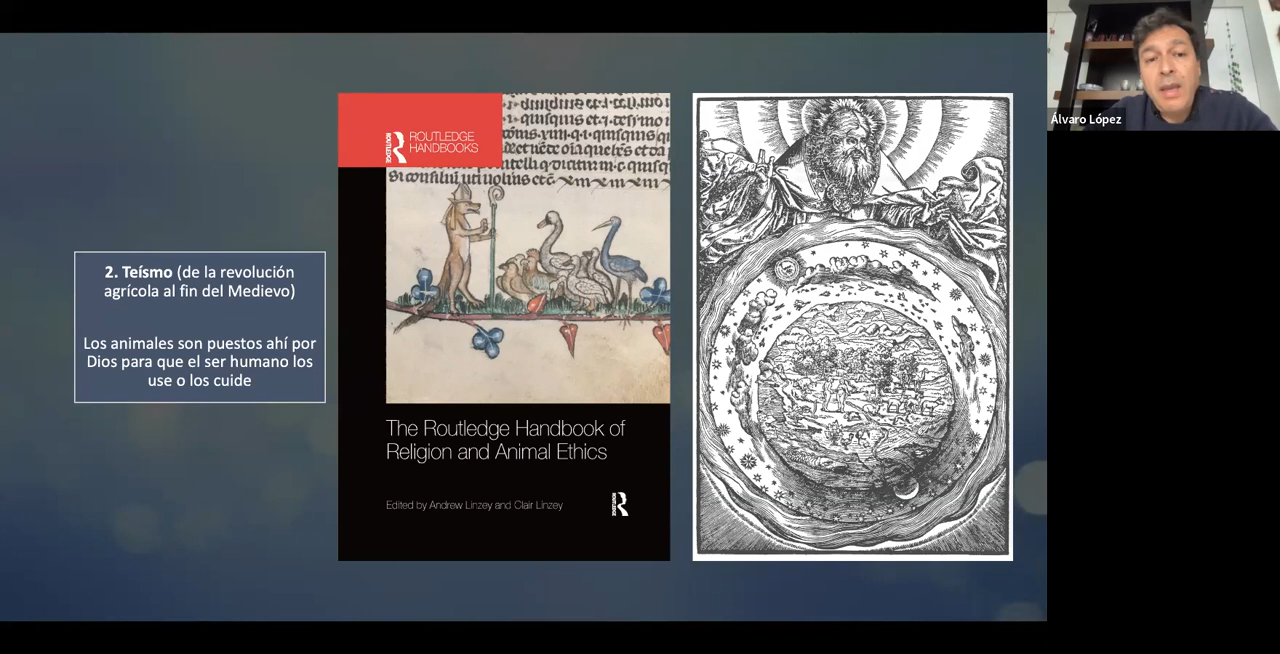 2. Teísmo (de la revolución
agrícola al fin del Medievo)
Los animales son puestos ahí por
Dios para que el ser humano los
use o los cuide
ROUTLEDGE
ROUTLEDGE
HANDBOOKS
The Routledge Handbook of
Religion and Animal Ethics
Edited by Andrew Linzey and Clair Linzey
ROUTLEDGE
Álvaro López